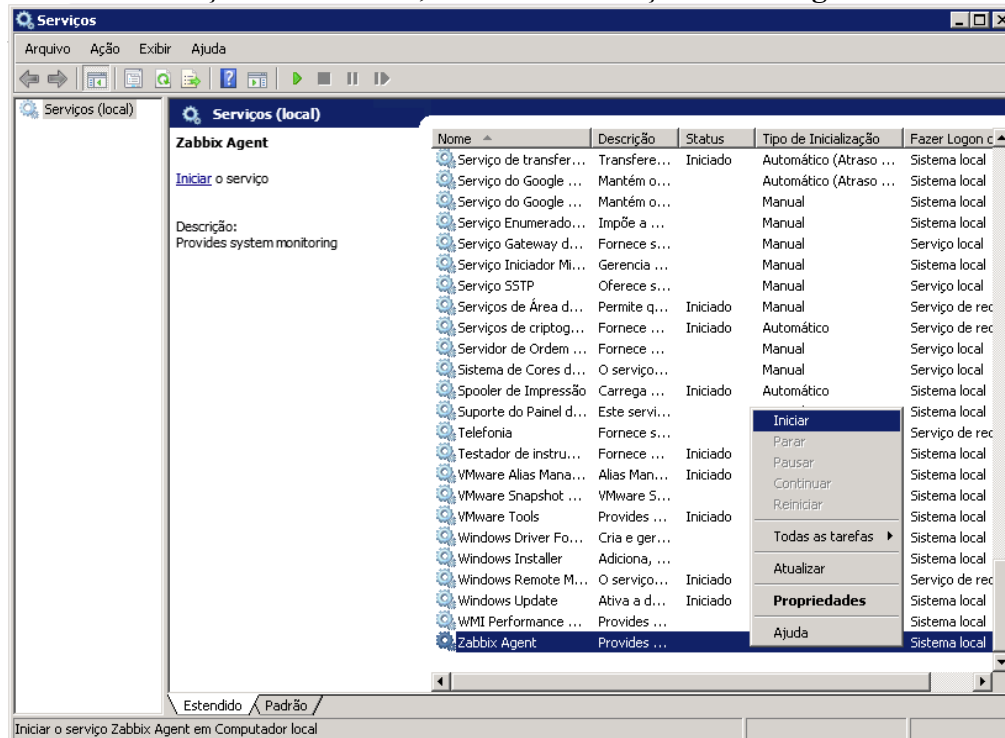 Serviços
Arquivo Ação Exibir Ajuda
Serviços (local)
Serviços (local)
Zabbix Agent
Iniciar o serviço
Descrição:
Provides system monitoring
Nome Descrição Status Tipo de Inicialização Fazer Logon c
Serviço de transfer... Transfere... Iniciado Automático (Atraso ... Sistema local
Serviço do Google ... Mantém o... Automático (Atraso ... Sistema local
Serviço do Google ... Mantém o... Manual Sistema local
Serviço Enumerado... Impõe a ... Manual Sistema local
Serviço Gateway d... Fornece s... Manual Serviço local
Serviço Iniciador Mi... Gerencia ... Manual Sistema local
Serviço SSTP Oferece s... Manual Serviço local
Serviços de Área d... Permite q... Iniciado Manual Serviço de red
Serviços de criptog... Fornece ... Iniciado Automático Serviço de red
Servidor de Ordem ... Fornece ... Manual Serviço local
Sistema de Cores d... O serviço... Manual Serviço local
Spooler de Impressão Carrega ... Iniciado Automático Sistema local
Suporte do Painel d... Este servi... Sistema local
Telefonia Fornece s... Serviço de red
Testador de instru... Fornece ... Iniciado Sistema local
VMware Alias Mana... Alias Man... Iniciado Sistema local
VMware Snapshot ... VMware S... Sistema local
VMware Tools Provides ... Iniciado Sistema local
Windows Driver Fo... Cria e ger... Sistema local
Windows Installer Adiciona, ... Sistema local
Windows Remote M... O serviço... Iniciado Serviço de red
Windows Update Ativa a d... Iniciado Sistema local
WMI Performance ... Provides ... Sistema local
Zabbix Agent Provides ... Sistema local
Iniciar
Parar
Pausar
Continuar
Reiniciar
Todas as tarefas
Atualizar
Propriedades
Ajuda
Estendido Padrão
Iniciar o serviço Zabbix Agent em Computador local